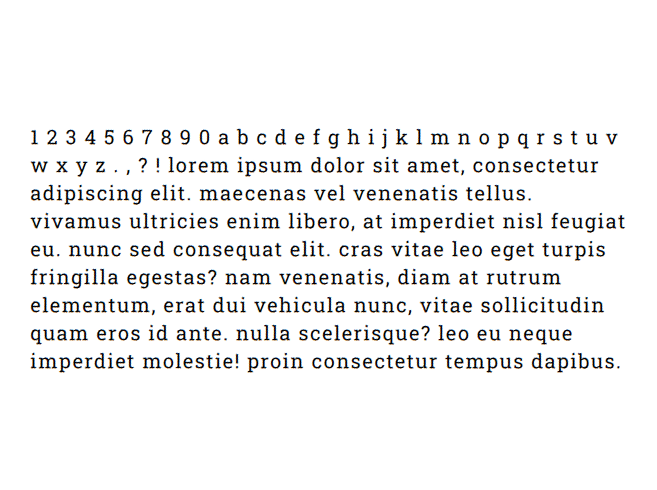 1 2 3 4 5 6 7 8 9 0 a b c d e f g h i j k l m n o p q r s t u v
w x y z . , ? ! lorem ipsum dolor sit amet, consectetur
adipiscing elit. maecenas vel venenatis tellus.
vivamus ultricies enim libero, at imperdiet nisl feugiat
eu. nunc sed consequat elit. cras vitae leo eget turpis
fringilla egestas? nam venenatis, diam at rutrum
elementum, erat dui vehicula nunc, vitae sollicitudin
quam eros id ante. nulla scelerisque? leo eu neque
imperdiet molestie! proin consectetur tempus dapibus.